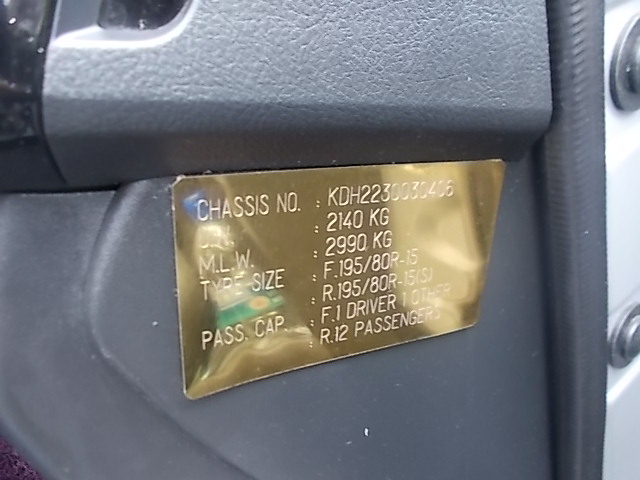 CHASSIS NO. : KDH2230030406
U.W. : 2140 KG
M.L.W. : 2990 KG
TYPE SIZE : F.195/80R-15
: R.195/80R-15(S)
PASS. CAP. : F.1 DRIVER 1 OTHER
: R.12 PASSENGERS